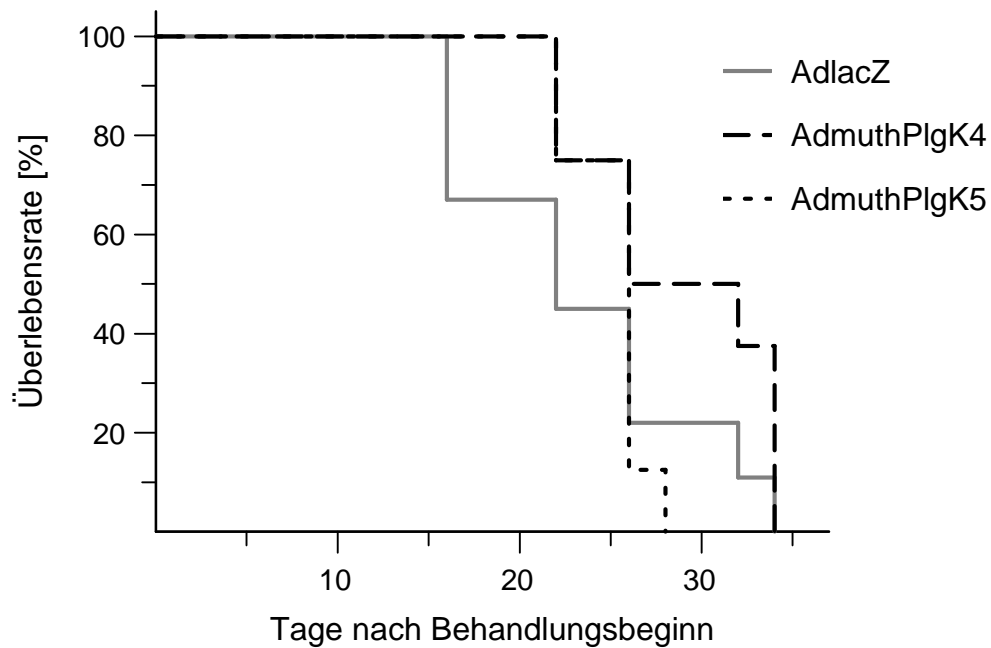 Überlebensrate [%]
100
80
60
40
20
AdlacZ
AdmuthPlgK4
AdmuthPlgK5
10 20 30
Tage nach Behandlungsbeginn